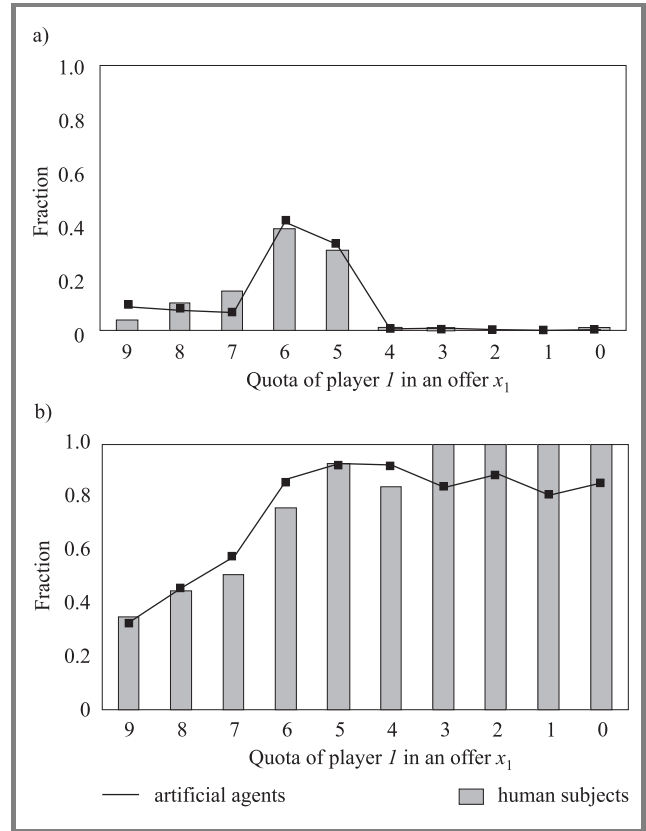 a)
1.0
0.8
0.6
0.4
0.2
0
Fraction
9 8 7 6 5 4 3 2 1 0
Quota of player 1 in an offer x₁
b)
1.0
0.8
0.6
0.4
0.2
0
Fraction
9 8 7 6 5 4 3 2 1 0
Quota of player 1 in an offer x₁
artificial agents human subjects